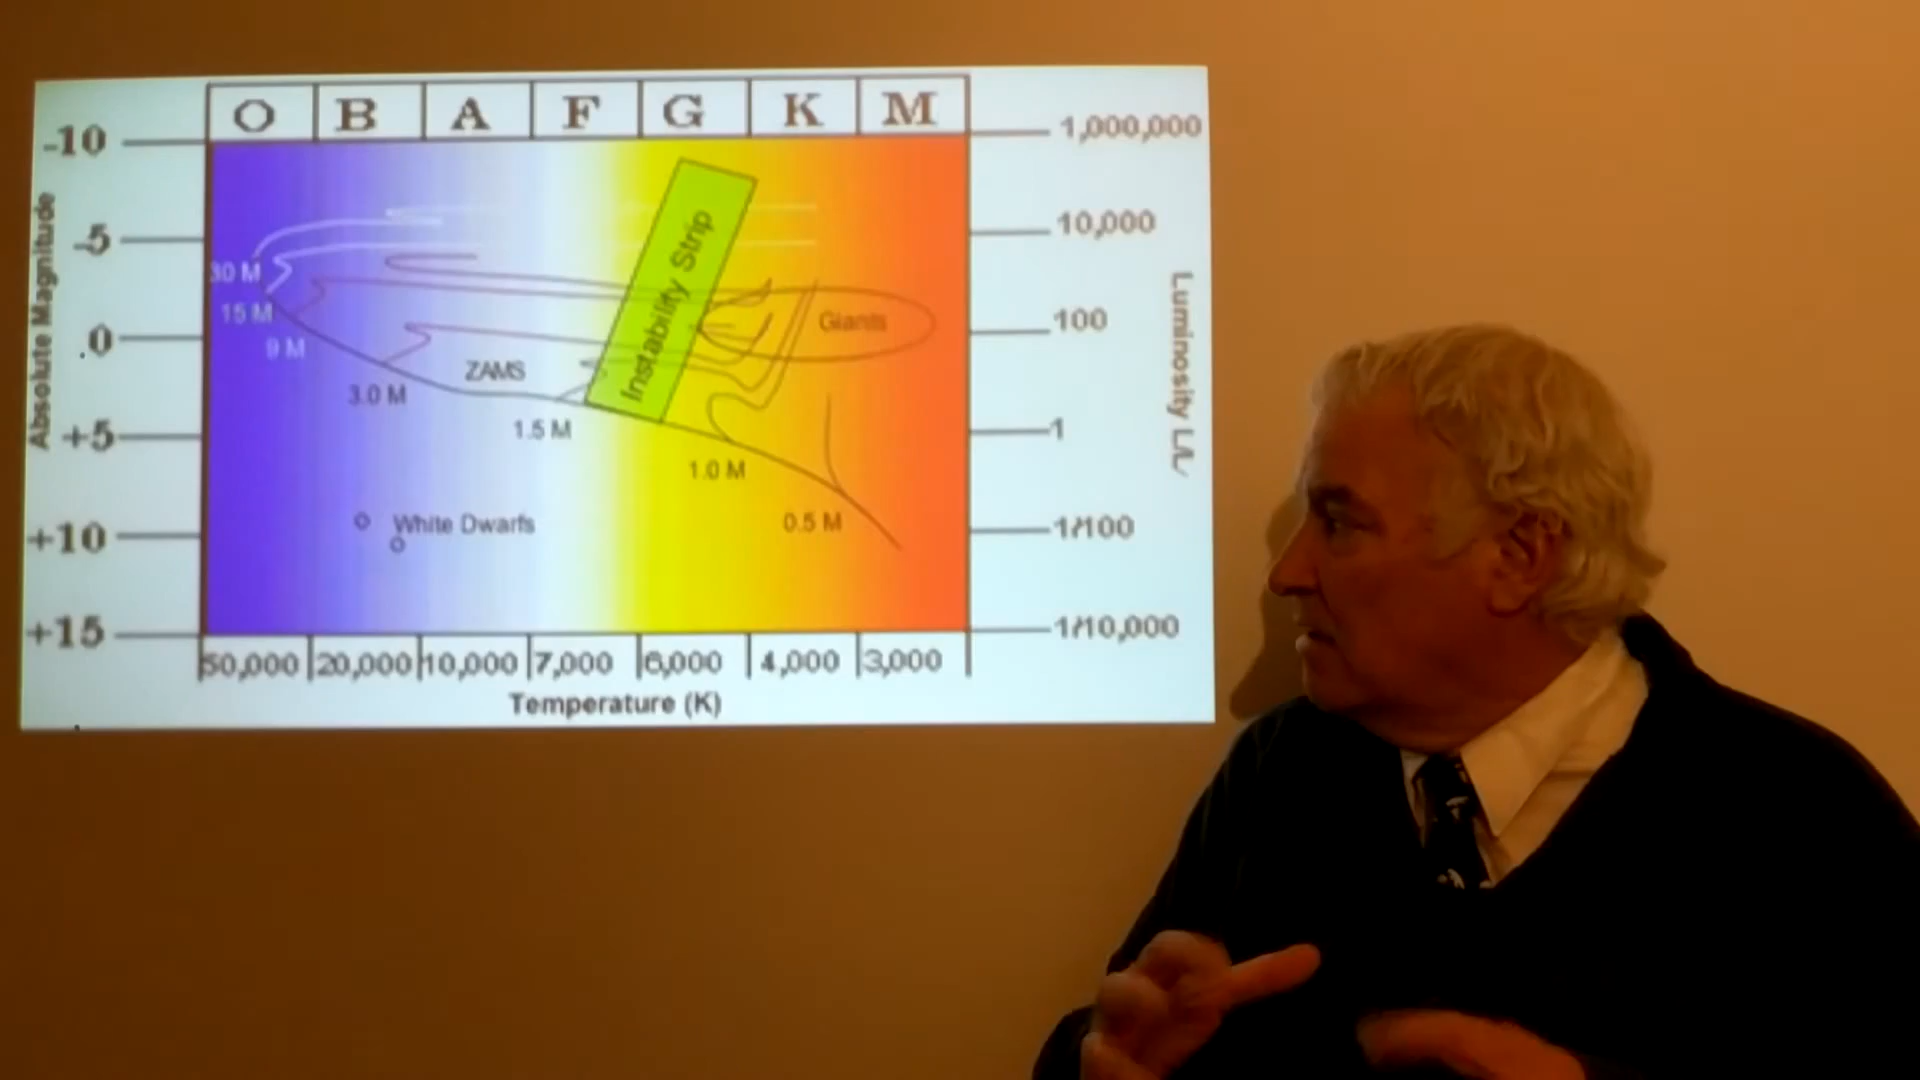 O B A F G K M
-10
-5
0
+5
+10
+15
Absolute Magnitude
1,000,000
10,000
100
1
1/100
1/10,000
Luminosity L/L
30 M
15 M
9 M
3.0 M
ZAMS
1.5 M
Instability Strip
Giants
1.0 M
0.5 M
White Dwarfs
50,000 20,000 10,000 7,000 6,000 4,000 3,000
Temperature (K)